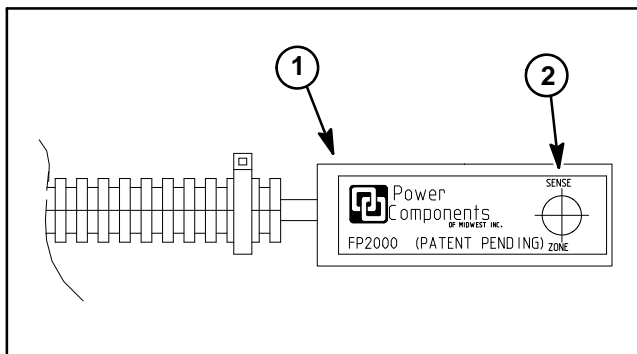 1
2
SENSE
Power
Components
OF MIDWEST INC.
FP2000 (PATENT PENDING)
ZONE